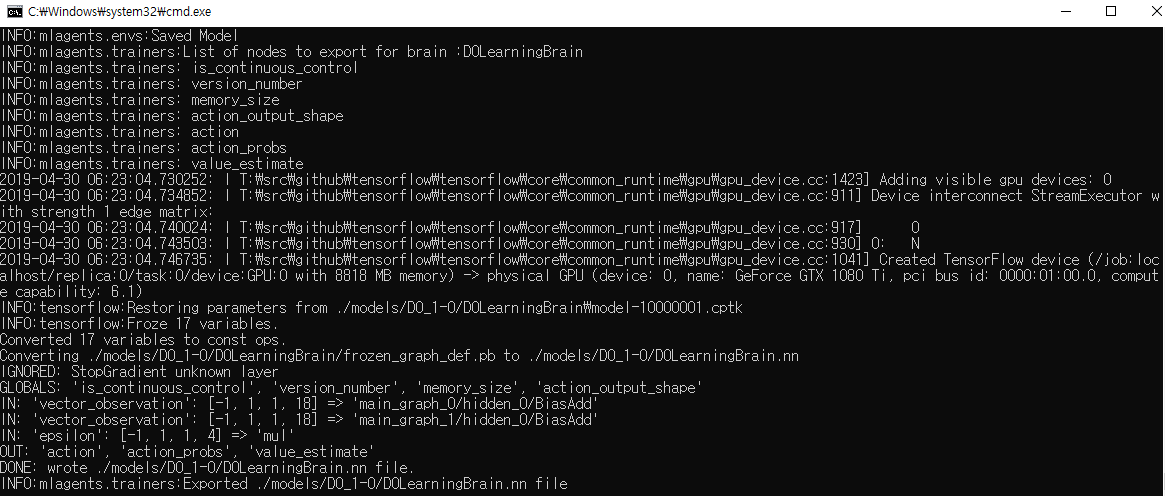 C:₩Windows₩system32₩cmd.exe
INFO:mlagents.envs:Saved Model
INFO:mlagents.trainers:List of nodes to export for brain :DOLearningBrain
INFO:mlagents.trainers: is_continuous_control
INFO:mlagents.trainers: version_number
INFO:mlagents.trainers: memory_size
INFO:mlagents.trainers: action_output_shape
INFO:mlagents.trainers: action
INFO:mlagents.trainers: action_probs
INFO:mlagents.trainers: value_estimate
2019-04-30 06:23:04.730252: I T:₩src₩github₩tensorflow₩tensorflow₩core₩common_runtime₩gpu₩gpu_device.cc:1423] Adding visible gpu devices: 0
2019-04-30 06:23:04.734852: I T:₩src₩github₩tensorflow₩tensorflow₩core₩common_runtime₩gpu₩gpu_device.cc:911] Device interconnect StreamExecutor w
ith strength 1 edge matrix:
2019-04-30 06:23:04.740024: I T:₩src₩github₩tensorflow₩tensorflow₩core₩common_runtime₩gpu₩gpu_device.cc:917]      0
2019-04-30 06:23:04.743503: I T:₩src₩github₩tensorflow₩tensorflow₩core₩common_runtime₩gpu₩gpu_device.cc:930] 0:   N
2019-04-30 06:23:04.746735: I T:₩src₩github₩tensorflow₩tensorflow₩core₩common_runtime₩gpu₩gpu_device.cc:1041] Created TensorFlow device (/job:loc
alhost/replica:0/task:0/device:GPU:0 with 8818 MB memory) -> physical GPU (device: 0, name: GeForce GTX 1080 Ti, pci bus id: 0000:01:00.0, comput
e capability: 6.1)
INFO:tensorflow:Restoring parameters from ./models/DO_1-0/DOLearningBrain₩model-10000001.cptk
INFO:tensorflow:Froze 17 variables.
Converted 17 variables to const ops.
Converting ./models/DO_1-0/DOLearningBrain/frozen_graph_def.pb to ./models/DO_1-0/DOLearningBrain.nn
IGNORED: StopGradient unknown layer
GLOBALS: 'is_continuous_control', 'version_number', 'memory_size', 'action_output_shape'
IN: 'vector_observation': [-1, 1, 1, 18] => 'main_graph_0/hidden_0/BiasAdd'
IN: 'vector_observation': [-1, 1, 1, 18] => 'main_graph_1/hidden_0/BiasAdd'
IN: 'epsilon': [-1, 1, 1, 4] => 'mul'
OUT: 'action', 'action_probs', 'value_estimate'
DONE: wrote ./models/DO_1-0/DOLearningBrain.nn file.
INFO:mlagents.trainers:Exported ./models/DO_1-0/DOLearningBrain.nn file